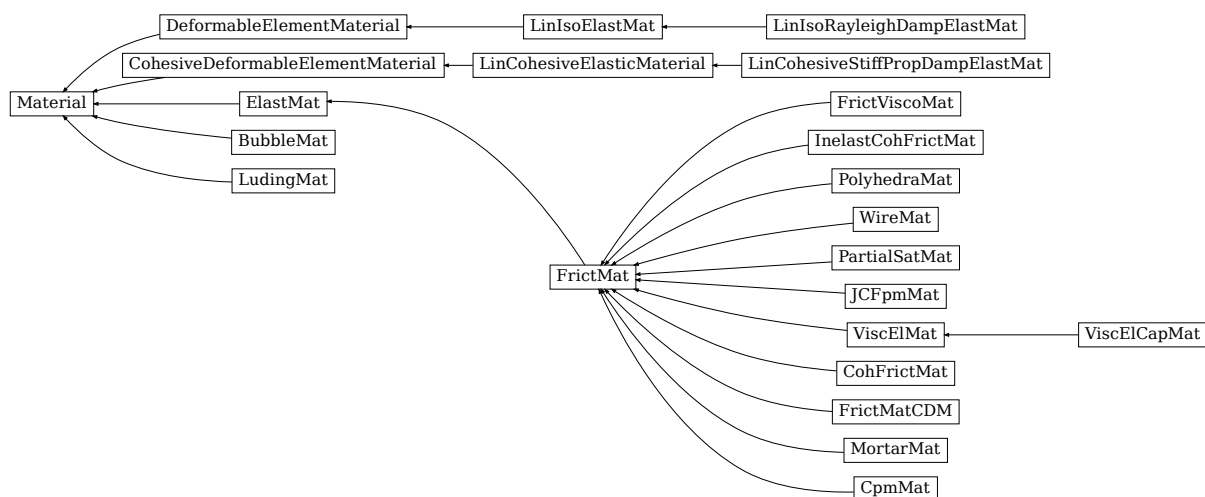 DeformableElementMaterial
LinIsoElastMat
LinIsoRayleighDampElastMat
CohesiveDeformableElementMaterial
LinCohesiveElasticMaterial
LinCohesiveStiffPropDampElastMat
Material
ElastMat
FrictViscoMat
BubbleMat
InelastCohFrictMat
LudingMat
PolyhedraMat
WireMat
PartialSatMat
FrictMat
JCFpmMat
ViscElMat
ViscElCapMat
CohFrictMat
FrictMatCDM
MortarMat
CpmMat